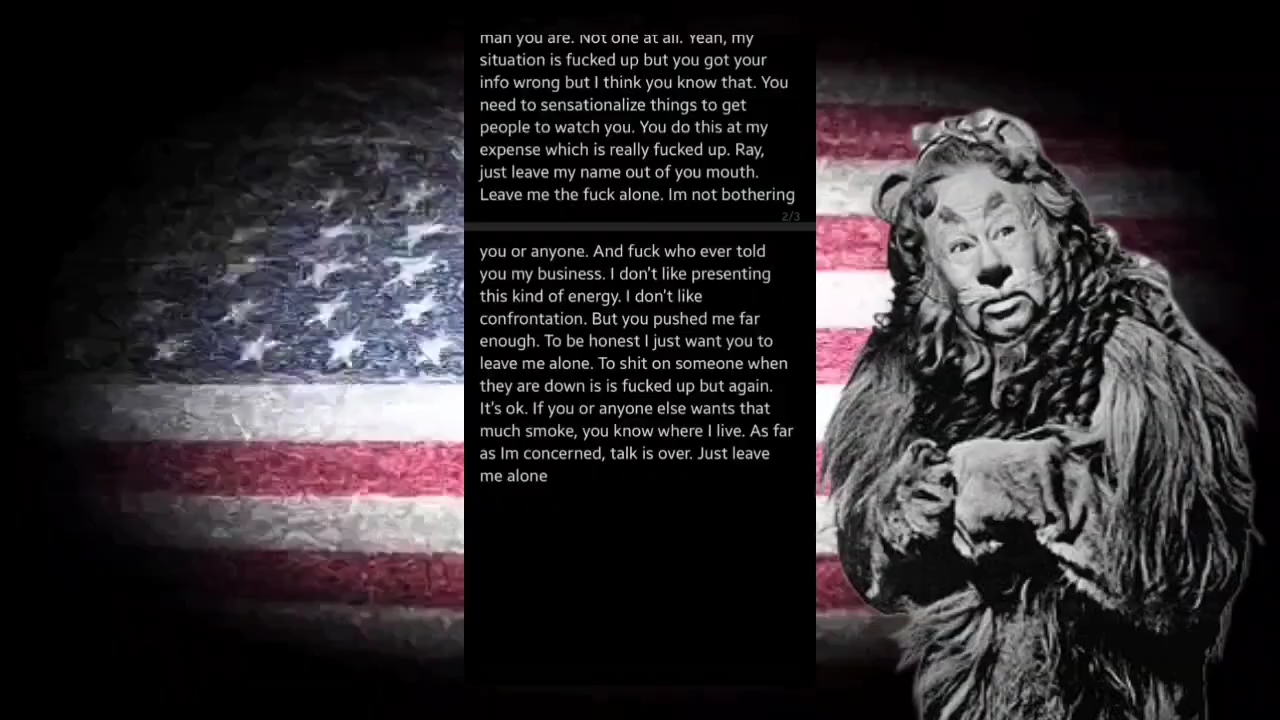 man you are. Not one at all. Yeah, my
situation is fucked up but you got your
info wrong but I think you know that. You
need to sensationalize things to get
people to watch you. You do this at my
expense which is really fucked up. Ray,
just leave my name out of you mouth.
Leave me the fuck alone. Im not bothering
2/3
you or anyone. And fuck who ever told
you my business. I don't like presenting
this kind of energy. I don't like
confrontation. But you pushed me far
enough. To be honest I just want you to
leave me alone. To shit on someone when
they are down is is fucked up but again.
It's ok. If you or anyone else wants that
much smoke, you know where I live. As far
as Im concerned, talk is over. Just leave
me alone